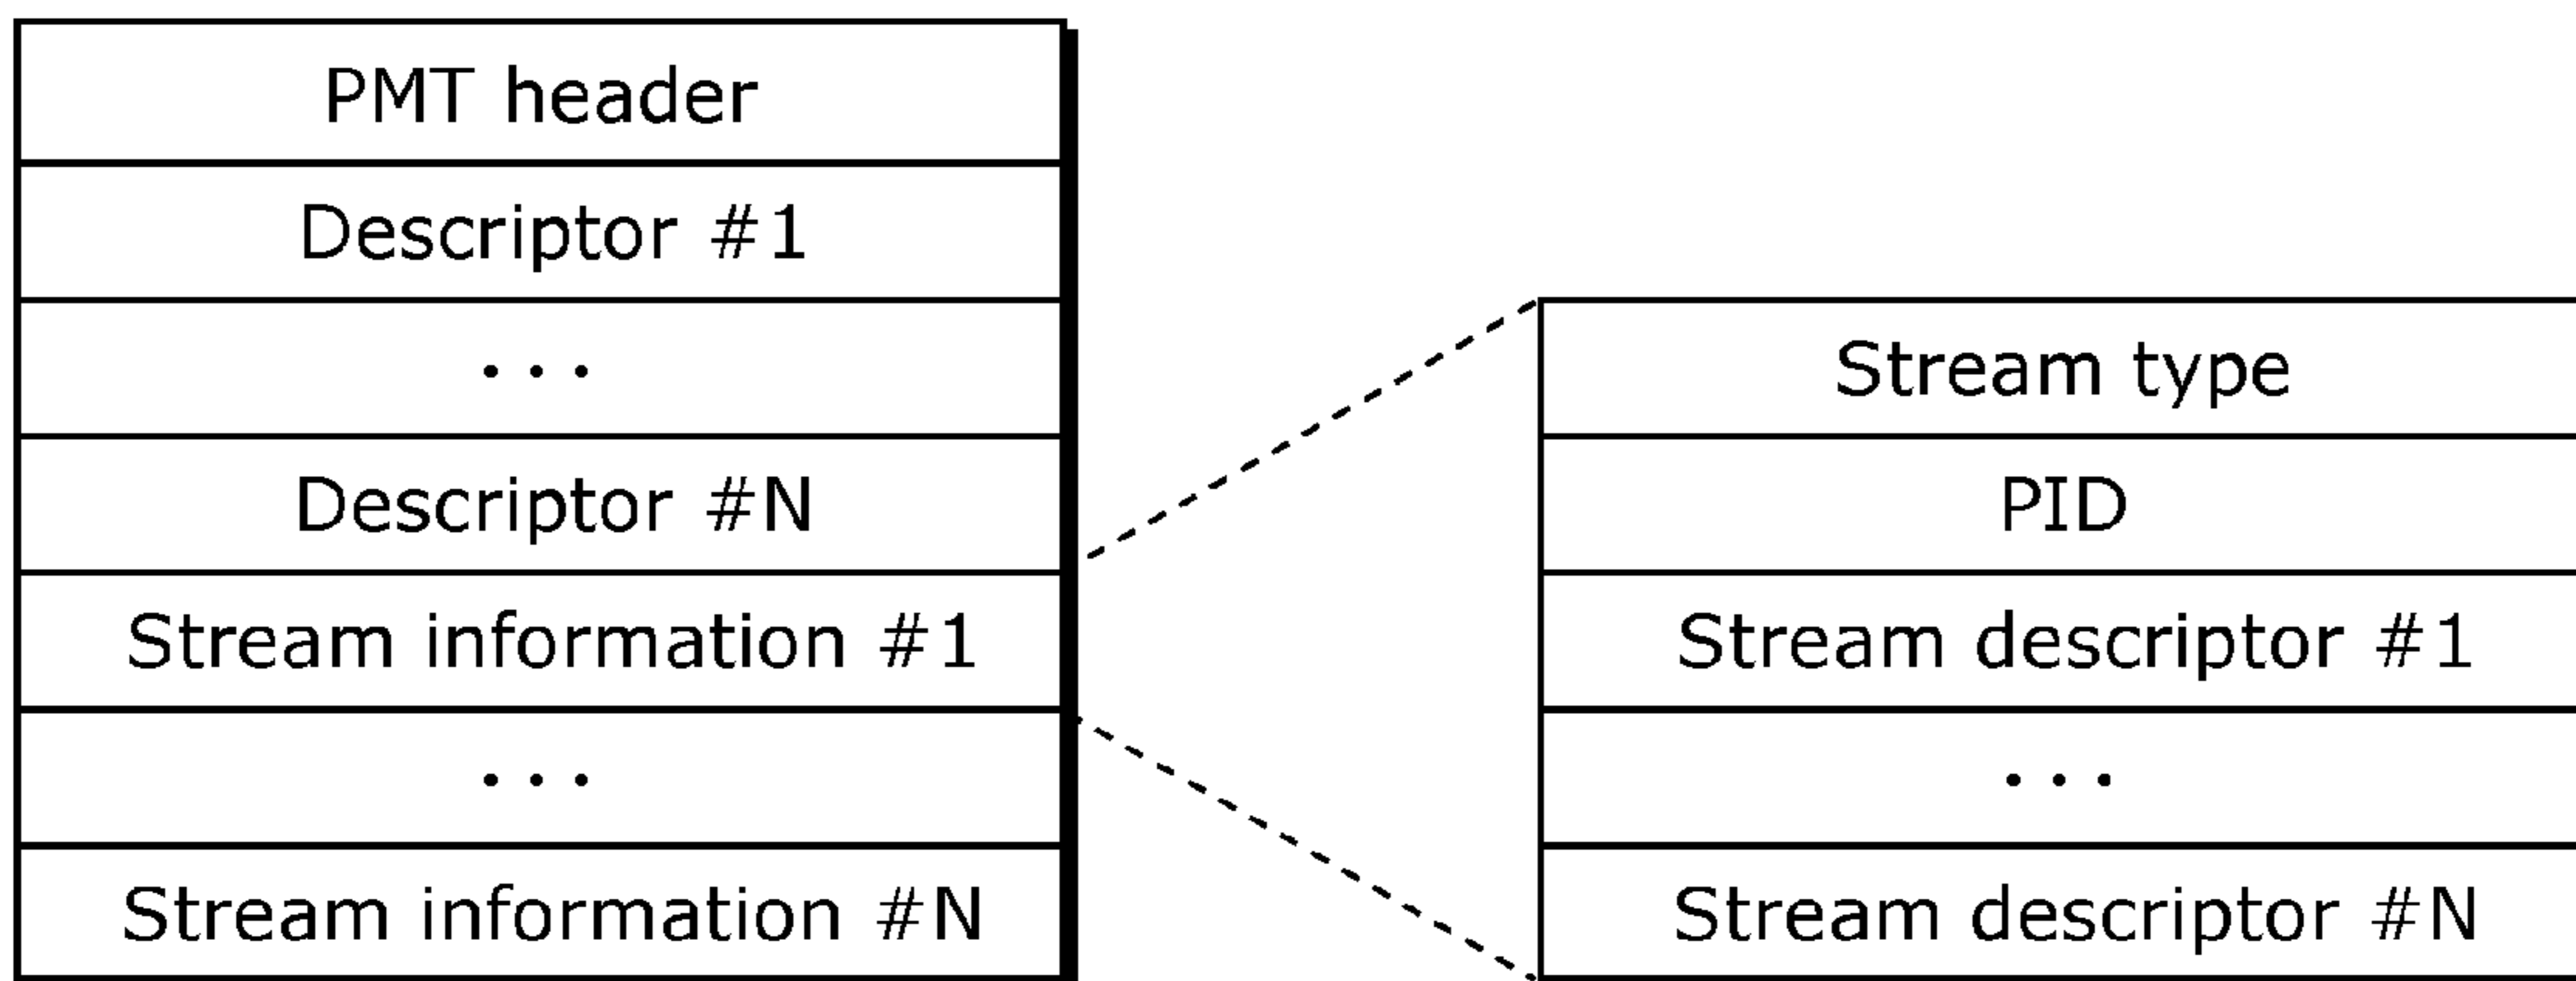 PMT header
Descriptor #1
...
Descriptor #N
Stream information #1
...
Stream information #N
Stream type
PID
Stream descriptor #1
...
Stream descriptor #N